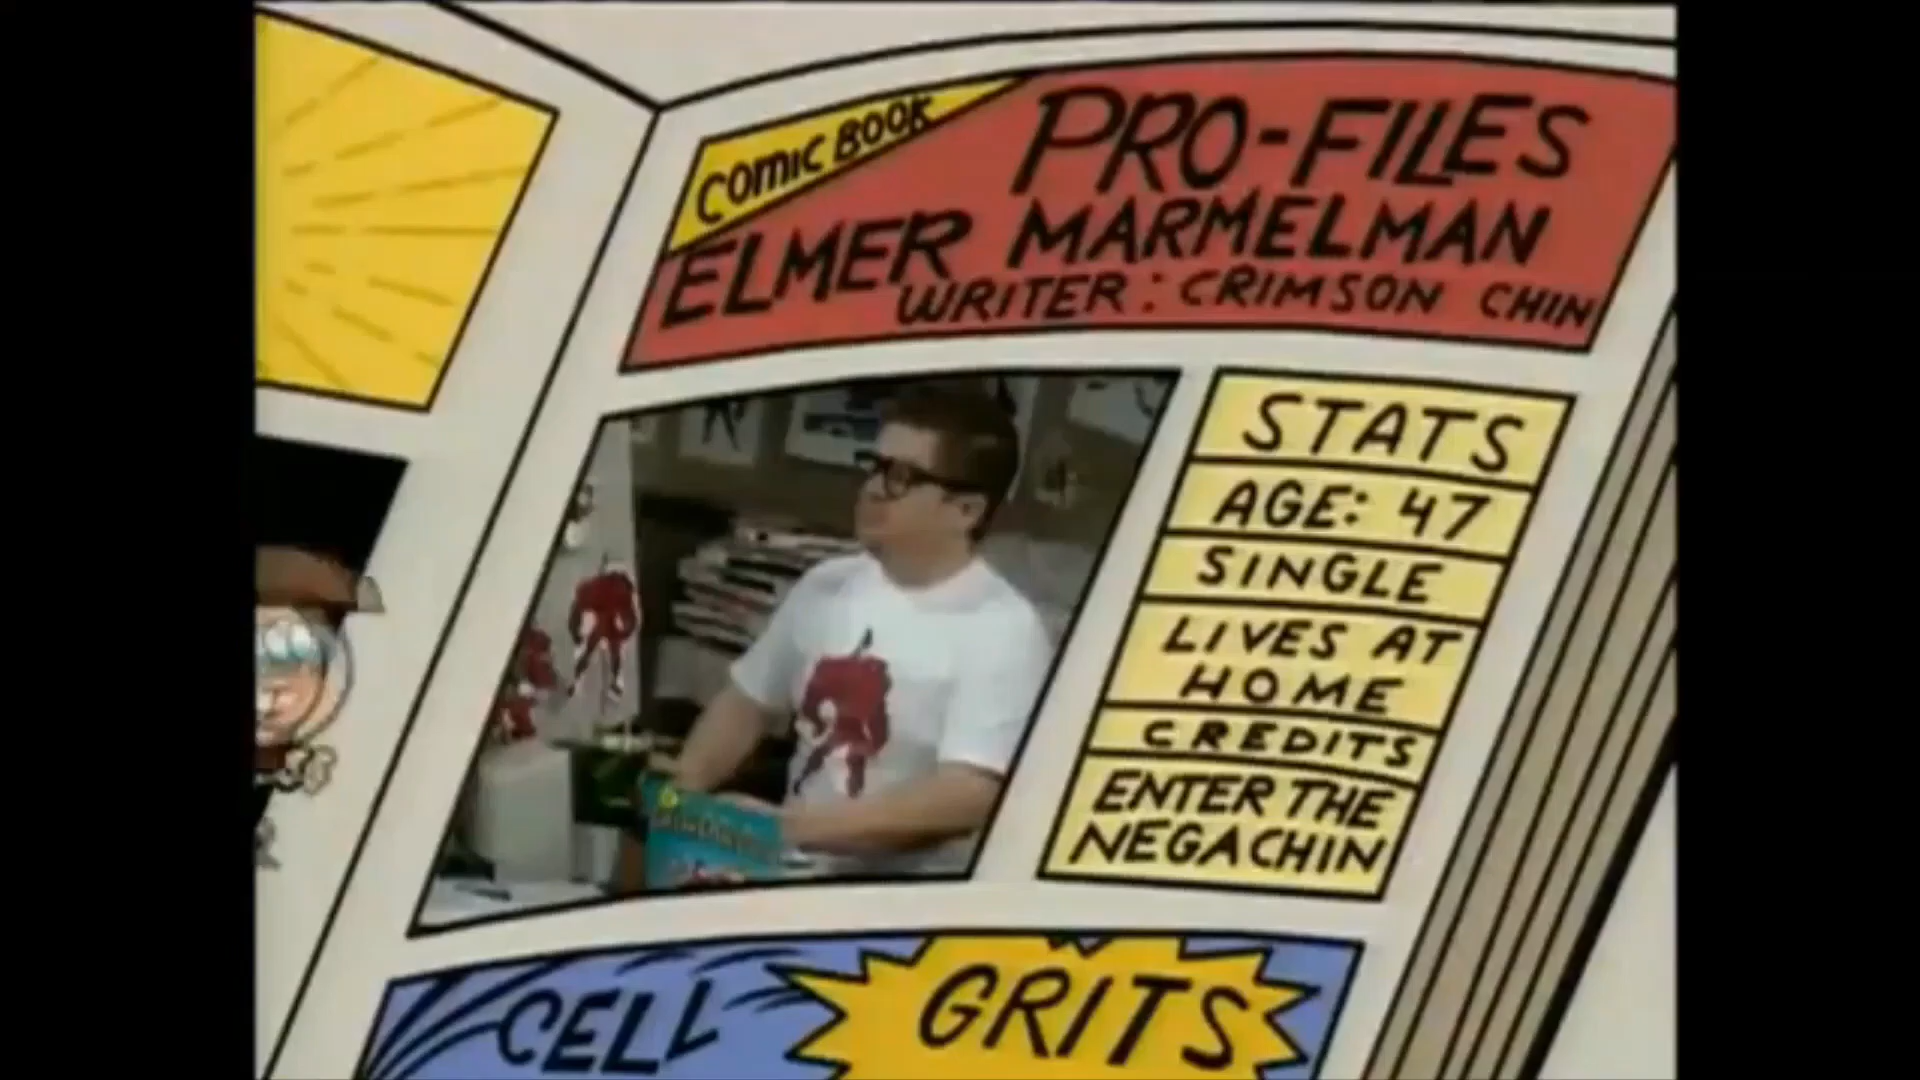 COMIC BOOK
PRO-FILES
ELMER MARMELMAN
WRITER: CRIMSON CHIN
STATS
AGE: 47
SINGLE
LIVES AT
HOME
CREDITS
ENTER THE
NEGACHIN
CELL
GRITS